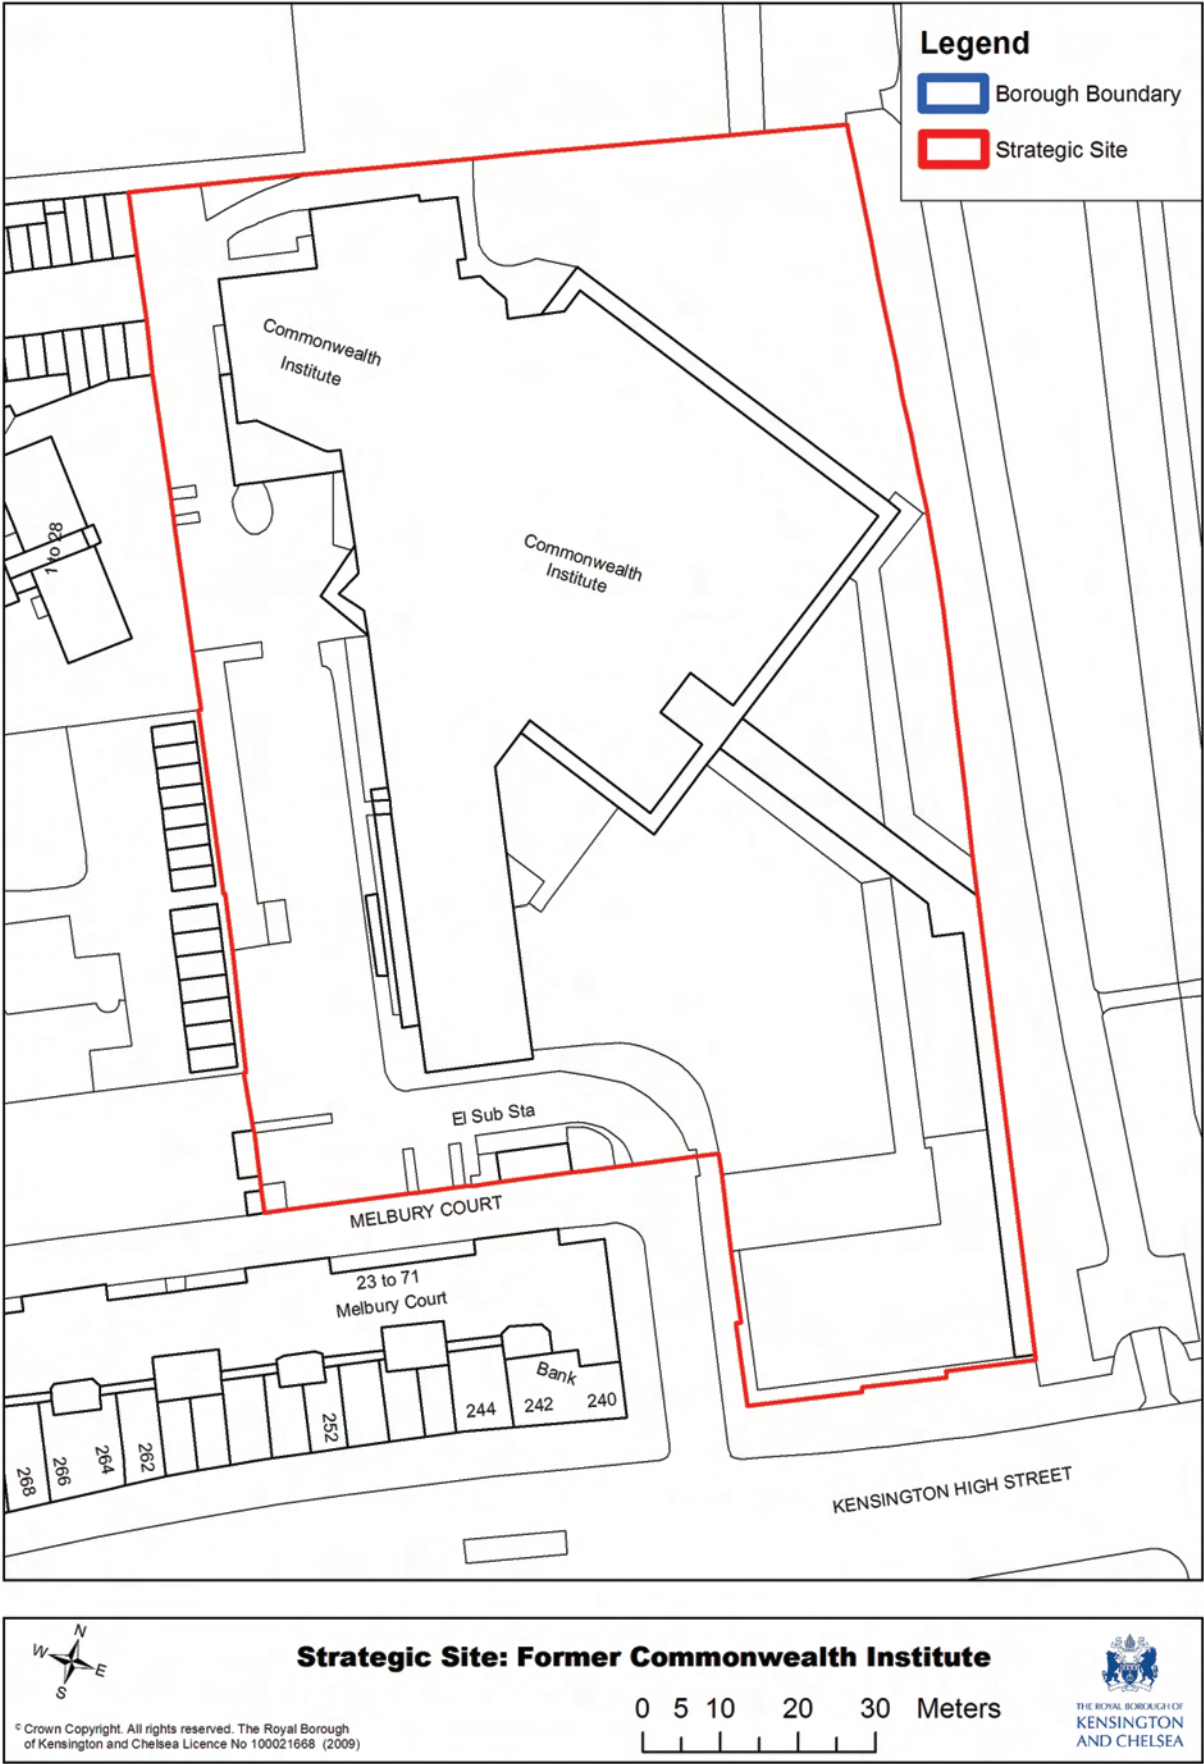 Legend
Borough Boundary
Strategic Site
Commonwealth
Institute
Commonwealth
Institute
1 to 28
El Sub Sta
MELBURY COURT
23 to 71
Melbury Court
Bank
240
242
244
252
262
264
266
268
KENSINGTON HIGH STREET
N
W
E
S
Strategic Site: Former Commonwealth Institute
0 5 10 20 30 Meters
© Crown Copyright. All rights reserved. The Royal Borough
of Kensington and Chelsea Licence No 100021668 (2009)
THE ROYAL BOROUGH OF
KENSINGTON
AND CHELSEA